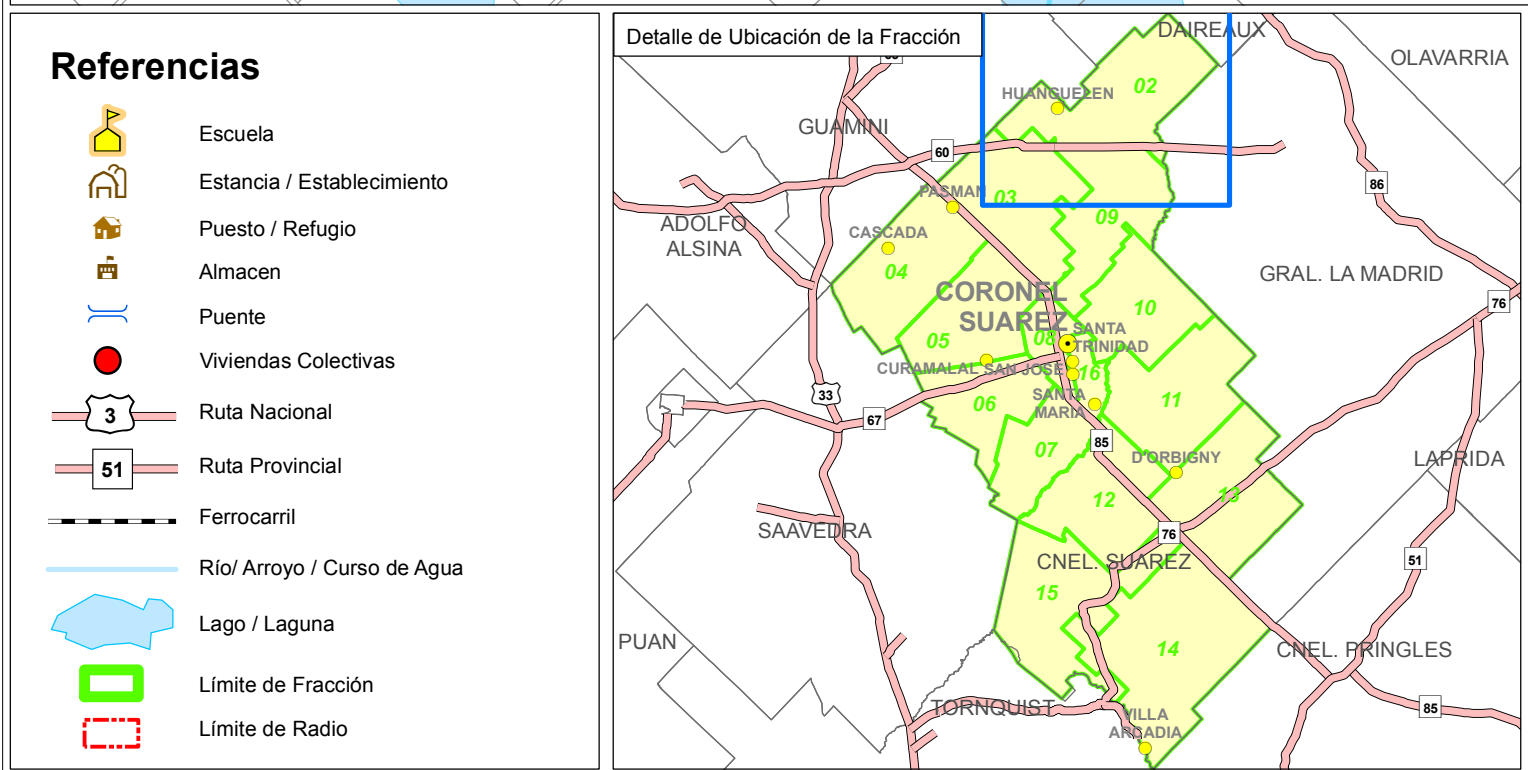 Referencias
Escuela
Estancia / Establecimiento
Puesto / Refugio
Almacen
Puente
Viviendas Colectivas
3
Ruta Nacional
51
Ruta Provincial
Ferrocarril
Río/ Arroyo / Curso de Agua
Lago / Laguna
Límite de Fracción
Límite de Radio
Detalle de Ubicación de la Fracción
DAIREAUX
OLAVARRIA
02
HUANGUELEN
GUAMINI
60
86
PASMAN
03
ADOLFO
ALSINA
CASCADA
09
04
GRAL. LA MADRID
CORONEL
SUAREZ
10
76
05
08
SANTA
TRINIDAD
CURAMALAL
SAN JOSE
16
33
06
SANTA
MARIA
11
67
07
85
D'ORBIGNY
LAPRIDA
12
13
SAAVEDRA
76
CNEL. SUAREZ
51
15
PUAN
14
CNEL. PRINGLES
TORNQUIST
85
VILLA
ARCADIA